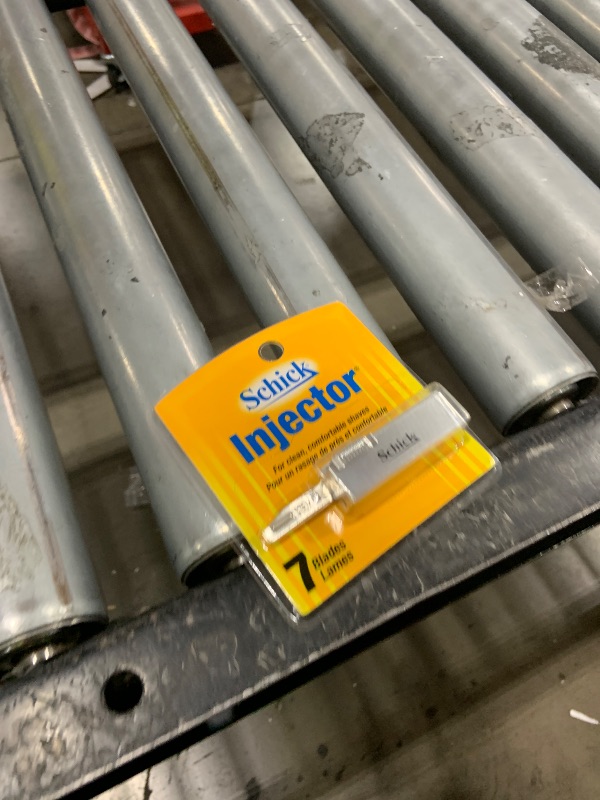 Schick
Injector
For clean, comfortable shaves
Pour un rasage de près et confortable
Schick
7 Blades
Lames